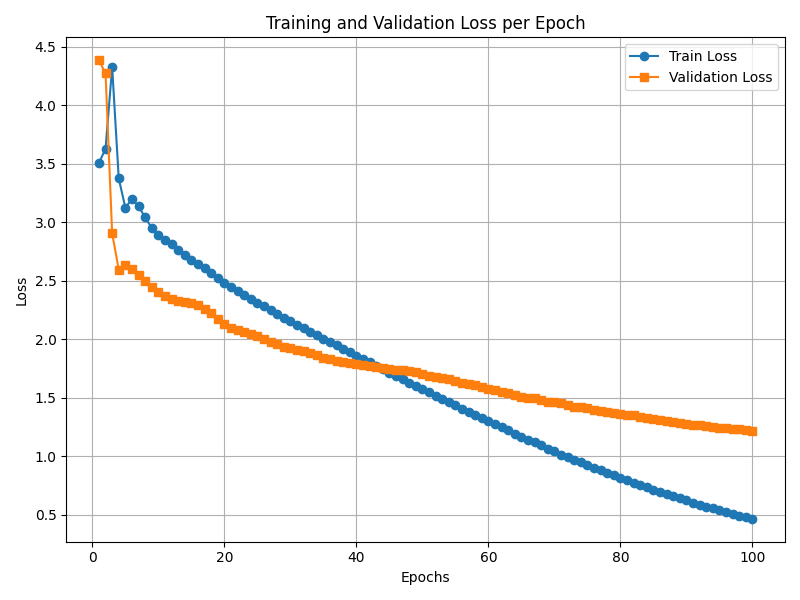 Training and Validation Loss per Epoch
Train Loss
Validation Loss
4.5
4.0
3.5
3.0
2.5
2.0
1.5
1.0
0.5
Loss
0 20 40 60 80 100
Epochs